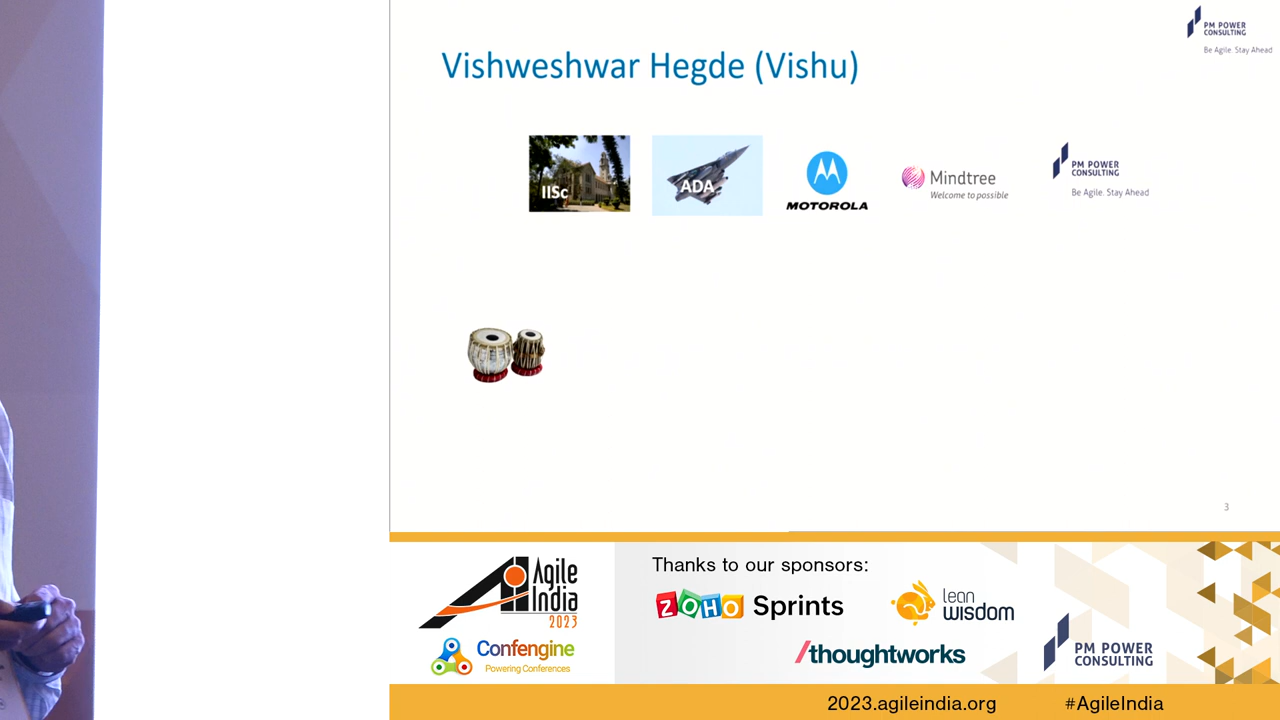 PM POWER
CONSULTING
Be Agile. Stay Ahead
Vishweshwar Hegde (Vishu)
IISc
ADA
MOTOROLA
Mindtree
Welcome to possible
PM POWER
CONSULTING
Be Agile. Stay Ahead
3
Agile
India
2023
Confengine
Powering Conferences
Thanks to our sponsors:
ZOHO Sprints
lean
wisdom
/thoughtworks
PM POWER
CONSULTING
2023.agileindia.org
#AgileIndia